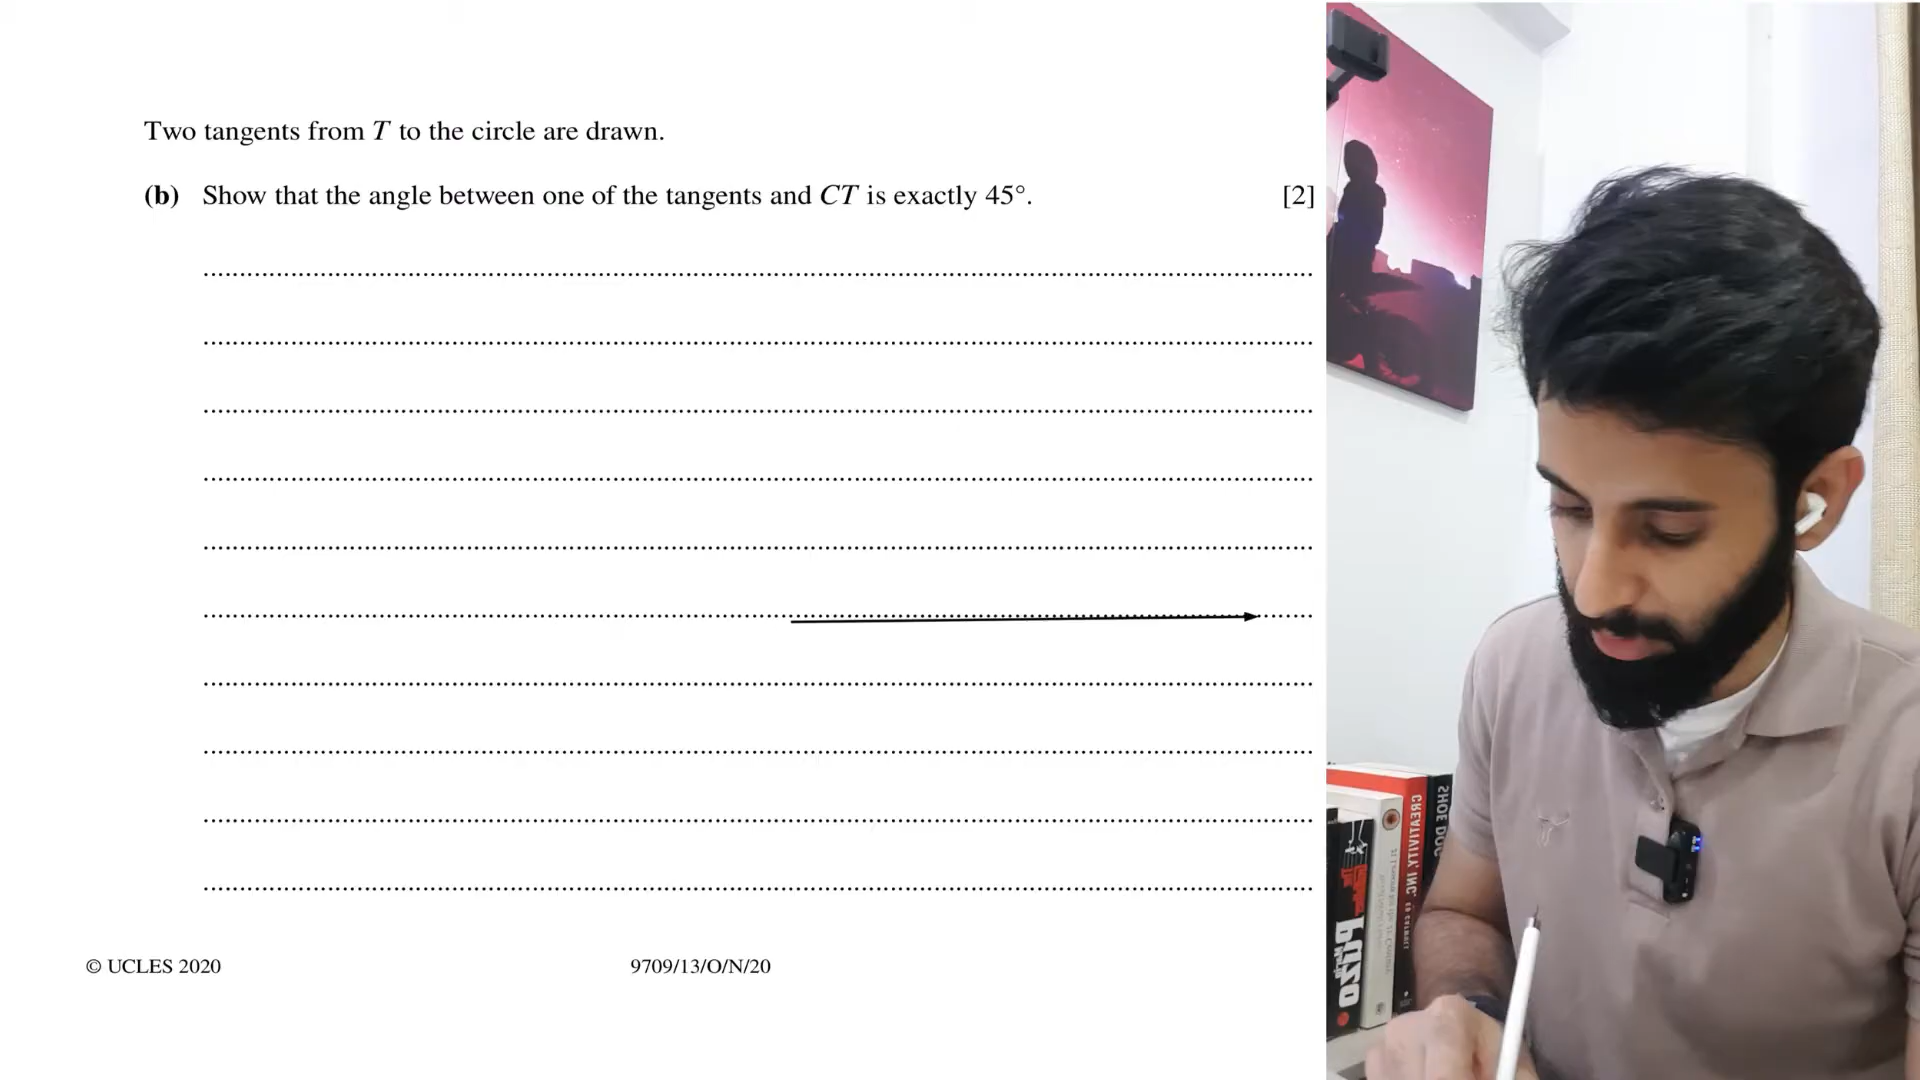 Two tangents from T to the circle are drawn.
(b) Show that the angle between one of the tangents and CT is exactly 45°. [2]
© UCLES 2020
9709/13/O/N/20
SHOE DOG
CREATIVITY, INC.